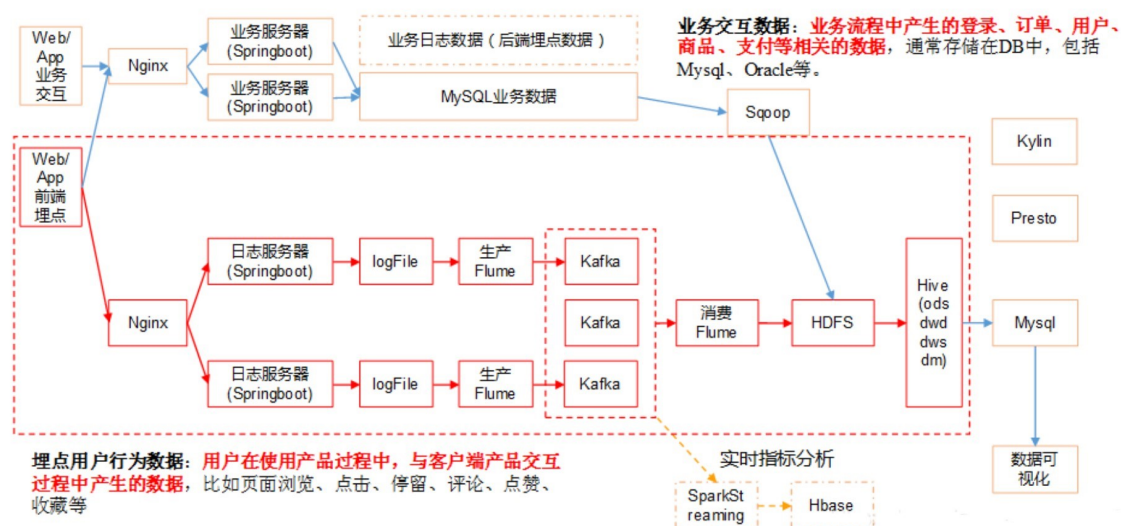 Web/
App
业务
交互
Nginx
业务服务器
(Springboot)
业务服务器
(Springboot)
业务日志数据（后端埋点数据）
MySQL业务数据
Sqoop
业务交互数据：业务流程中产生的登录、订单、用户、
商品、支付等相关的数据，通常存储在DB中，包括
Mysql、Oracle等。
Web/
App
前端
埋点
Nginx
日志服务器
(Springboot)
logFile
生产
Flume
Kafka
Kafka
日志服务器
(Springboot)
logFile
生产
Flume
Kafka
消费
Flume
HDFS
Hive
(ods
dwd
dws
dm)
Kylin
Presto
Mysql
数据可
视化
埋点用户行为数据：用户在使用产品过程中，与客户端产品交互
过程中产生的数据，比如页面浏览、点击、停留、评论、点赞、
收藏等
实时指标分析
SparkSt
reaming
Hbase